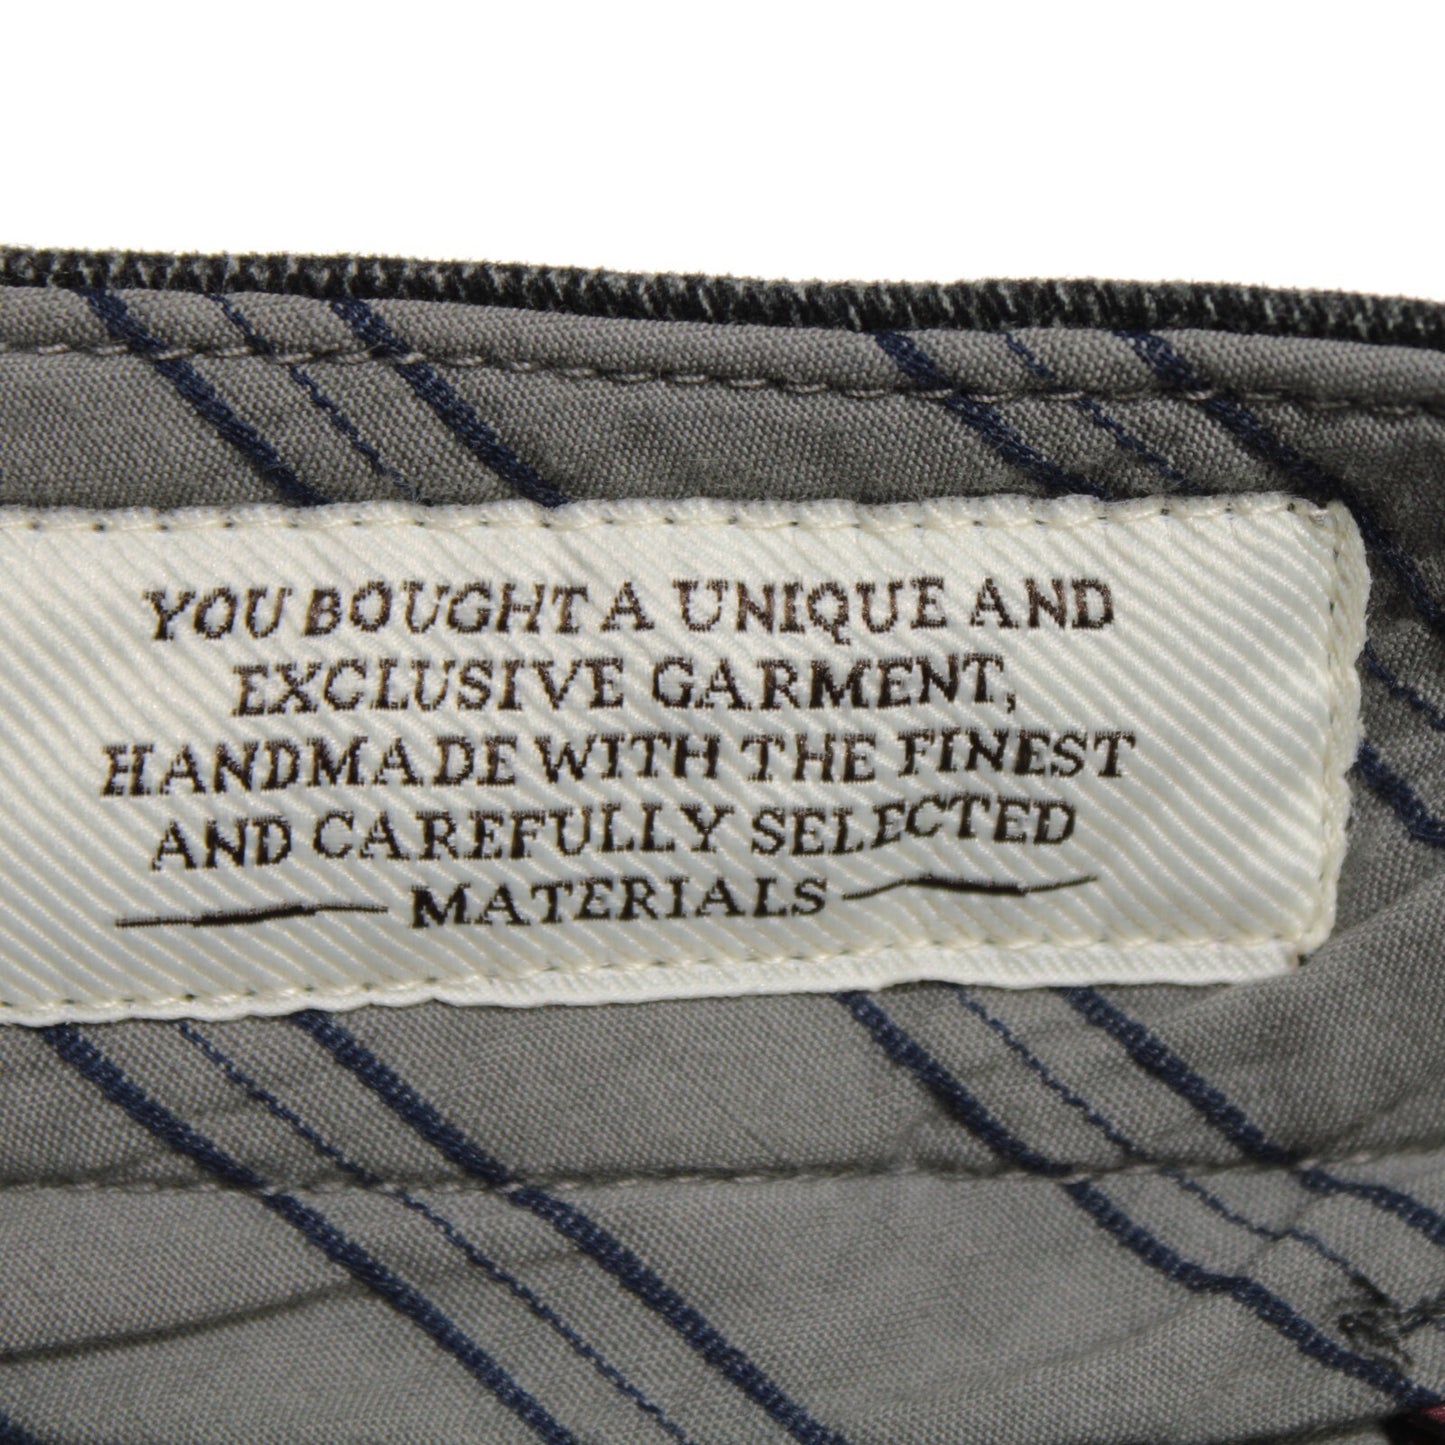 YOU BOUGHT A UNIQUE AND
EXCLUSIVE GARMENT,
HANDMADE WITH THE FINEST
AND CAREFULLY SELECTED
MATERIALS